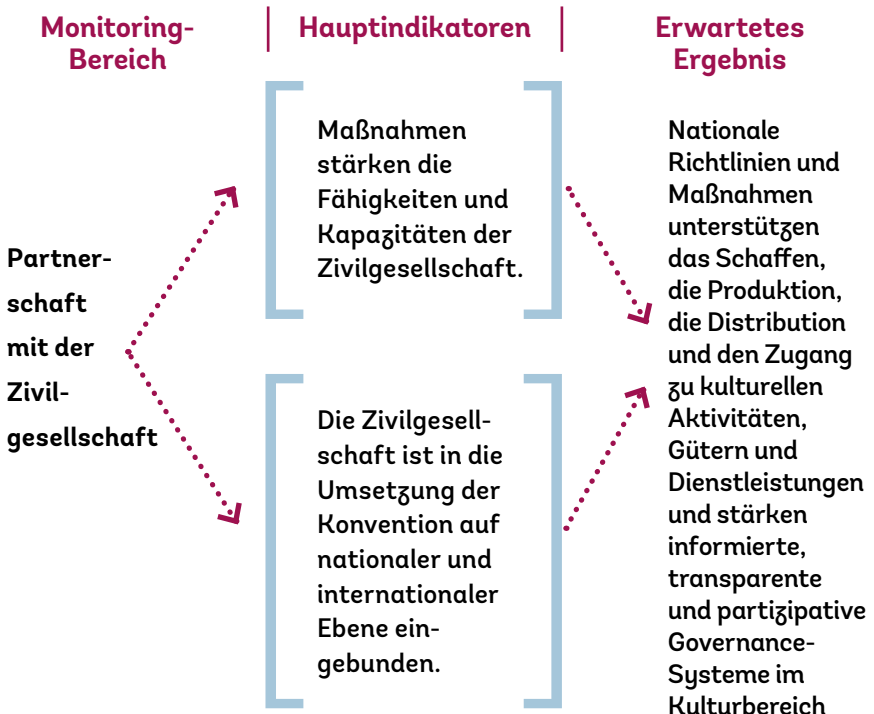 Monitoring-
Bereich
Hauptindikatoren
Erwartetes
Ergebnis
Partner-
schaft
mit der
Zivil-
gesellschaft
Maßnahmen
stärken die
Fähigkeiten und
Kapazitäten der
Zivilgesellschaft.
Die Zivilgesell-
schaft ist in die
Umsetzung der
Konvention auf
nationaler und
internationaler
Ebene ein-
gebunden.
Nationale
Richtlinien und
Maßnahmen
unterstützen
das Schaffen,
die Produktion,
die Distribution
und den Zugang
zu kulturellen
Aktivitäten,
Gütern und
Dienstleistungen
und stärken
informierte,
transparente
und partizipative
Governance-
Systeme im
Kulturbereich